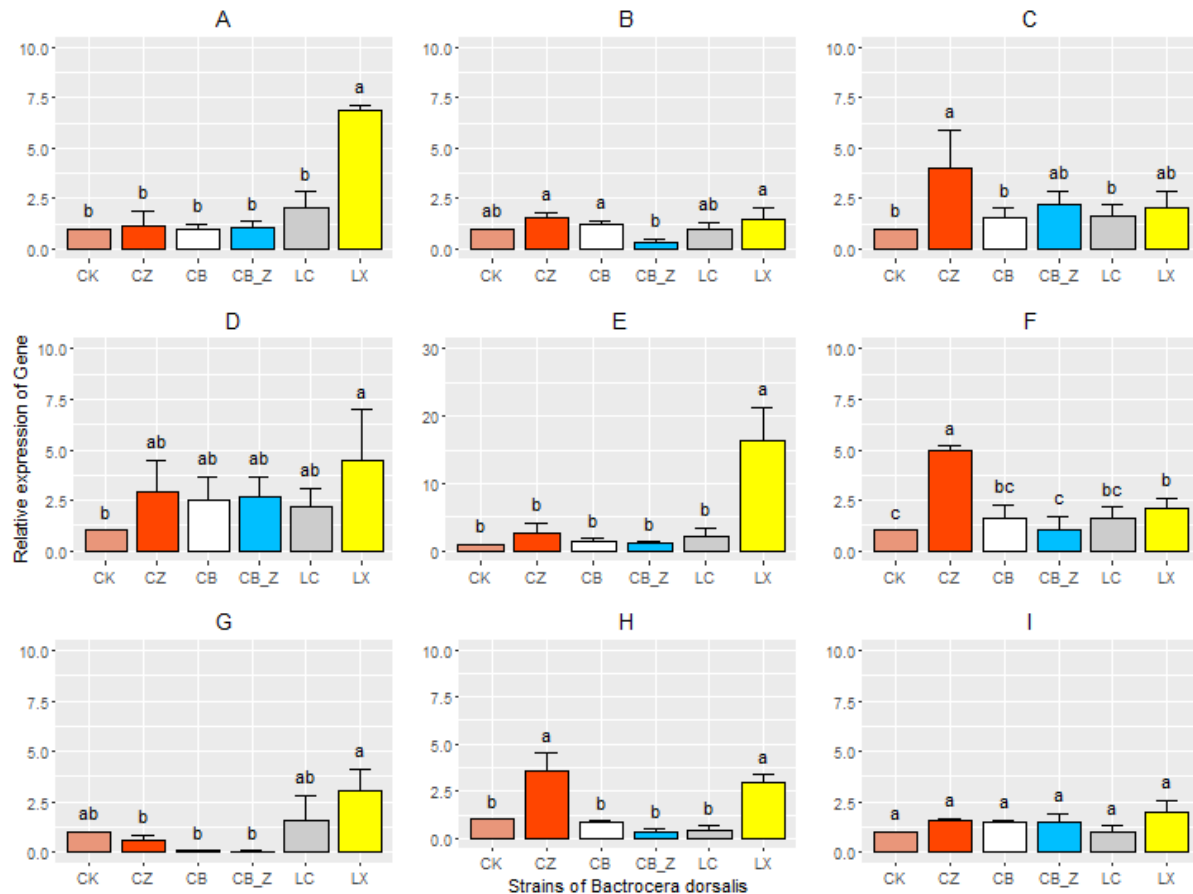 A
10.0
7.5
5.0
2.5
0.0
b b b b b a
CK CZ CB CB_Z LC LX
B
10.0
7.5
5.0
2.5
0.0
ab a a b ab a
CK CZ CB CB_Z LC LX
C
10.0
7.5
5.0
2.5
0.0
b a b ab b ab
CK CZ CB CB_Z LC LX
Relative expression of Gene
D
10.0
7.5
5.0
2.5
0.0
b ab ab ab ab a
CK CZ CB CB_Z LC LX
E
30
20
10
0
b b b b b a
CK CZ CB CB_Z LC LX
F
10.0
7.5
5.0
2.5
0.0
c a bc c bc b
CK CZ CB CB_Z LC LX
G
10.0
7.5
5.0
2.5
0.0
ab b b b ab a
CK CZ CB CB_Z LC LX
H
10.0
7.5
5.0
2.5
0.0
b a b b b a
CK CZ CB CB_Z LC LX
I
10.0
7.5
5.0
2.5
0.0
a a a a a a
CK CZ CB CB_Z LC LX
Strains of Bactrocera dorsalis